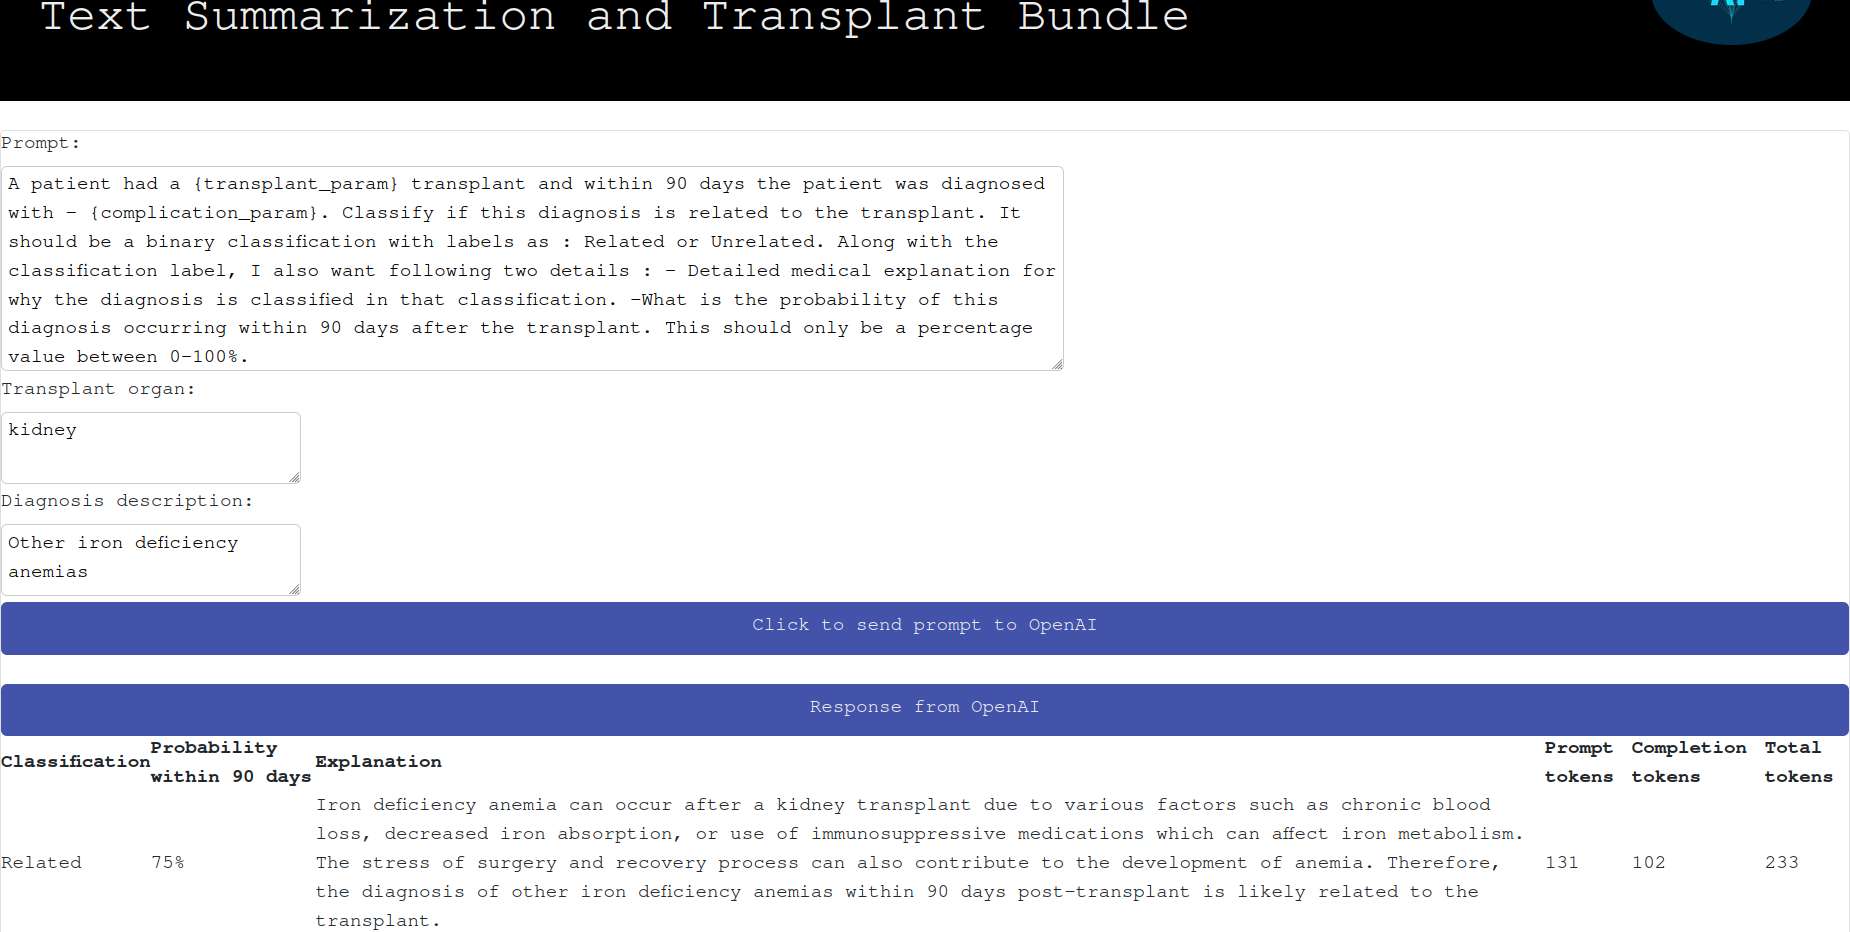 Text Summarization and Transplant Bundle
Prompt:
A patient had a {transplant_param} transplant and within 90 days the patient was diagnosed
with - {complication_param}. Classify if this diagnosis is related to the transplant. It
should be a binary classification with labels as : Related or Unrelated. Along with the
classification label, I also want following two details : - Detailed medical explanation for
why the diagnosis is classified in that classification. -What is the probability of this
diagnosis occurring within 90 days after the transplant. This should only be a percentage
value between 0-100%.
Transplant organ:
kidney
Diagnosis description:
Other iron deficiency
anemias
Click to send prompt to OpenAI
Response from OpenAI
Classification Probability within 90 days Explanation Prompt tokens Completion tokens Total tokens
Iron deficiency anemia can occur after a kidney transplant due to various factors such as chronic blood
loss, decreased iron absorption, or use of immunosuppressive medications which can affect iron metabolism.
Related 75% The stress of surgery and recovery process can also contribute to the development of anemia. Therefore, 131 102 233
the diagnosis of other iron deficiency anemias within 90 days post-transplant is likely related to the
transplant.